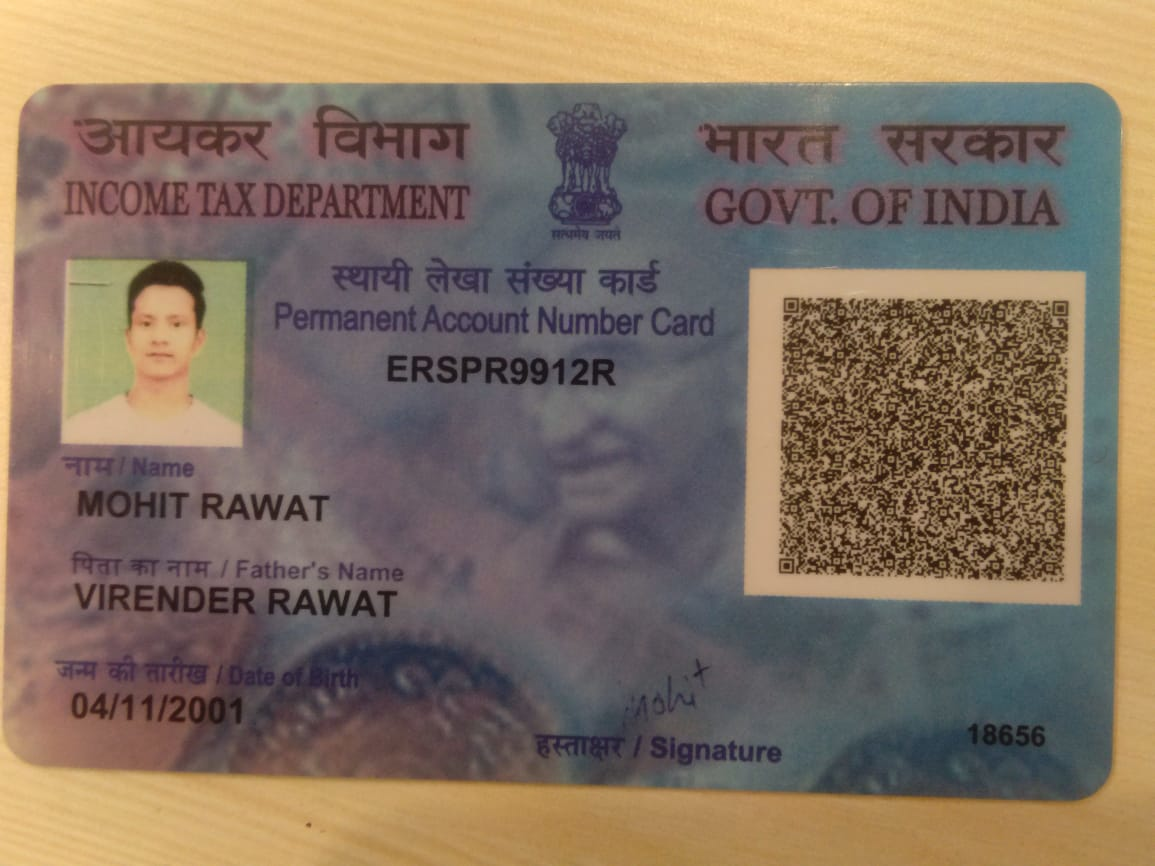 आयकर विभाग
INCOME TAX DEPARTMENT
सत्यमेव जयते
भारत सरकार
GOVT. OF INDIA
स्थायी लेखा संख्या कार्ड
Permanent Account Number Card
ERSPR9912R
नाम / Name
MOHIT RAWAT
पिता का नाम / Father's Name
VIRENDER RAWAT
जन्म की तारीख / Date of Birth
04/11/2001
Mohit
हस्ताक्षर / Signature
18656